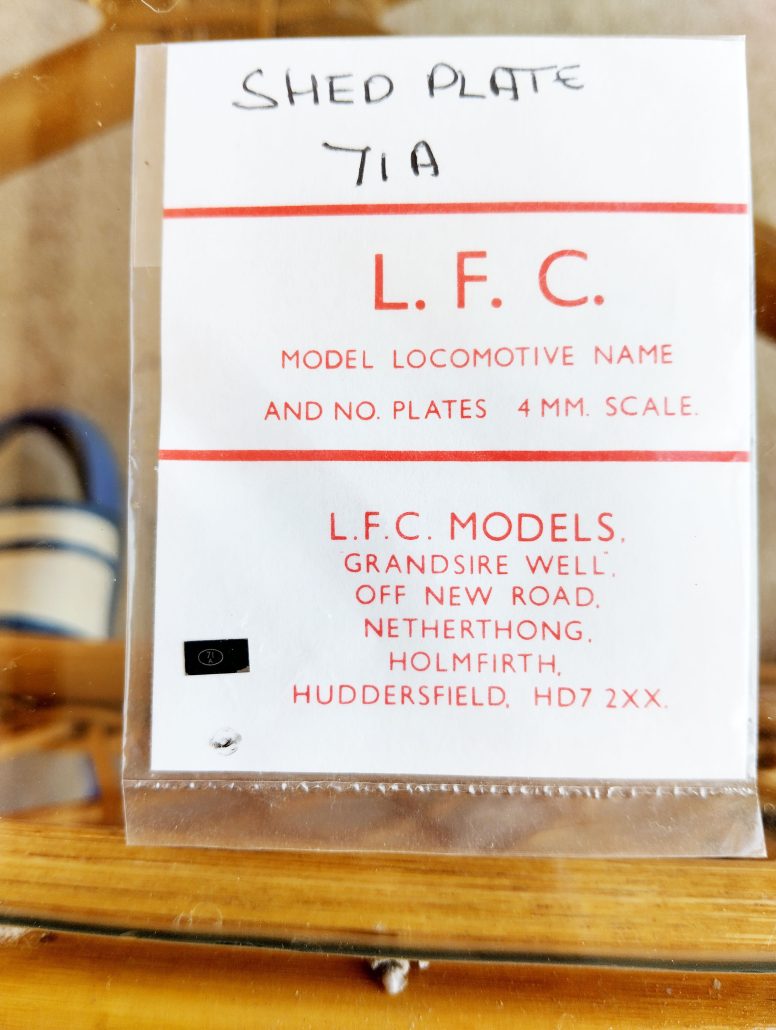 SHED PLATE
71A
L. F. C.
MODEL LOCOMOTIVE NAME
AND NO. PLATES 4 MM. SCALE.
L.F.C. MODELS,
GRANDSIRE WELL,
OFF NEW ROAD,
NETHERTHONG,
HOLMFIRTH,
HUDDERSFIELD, HD7 2XX.
71
A